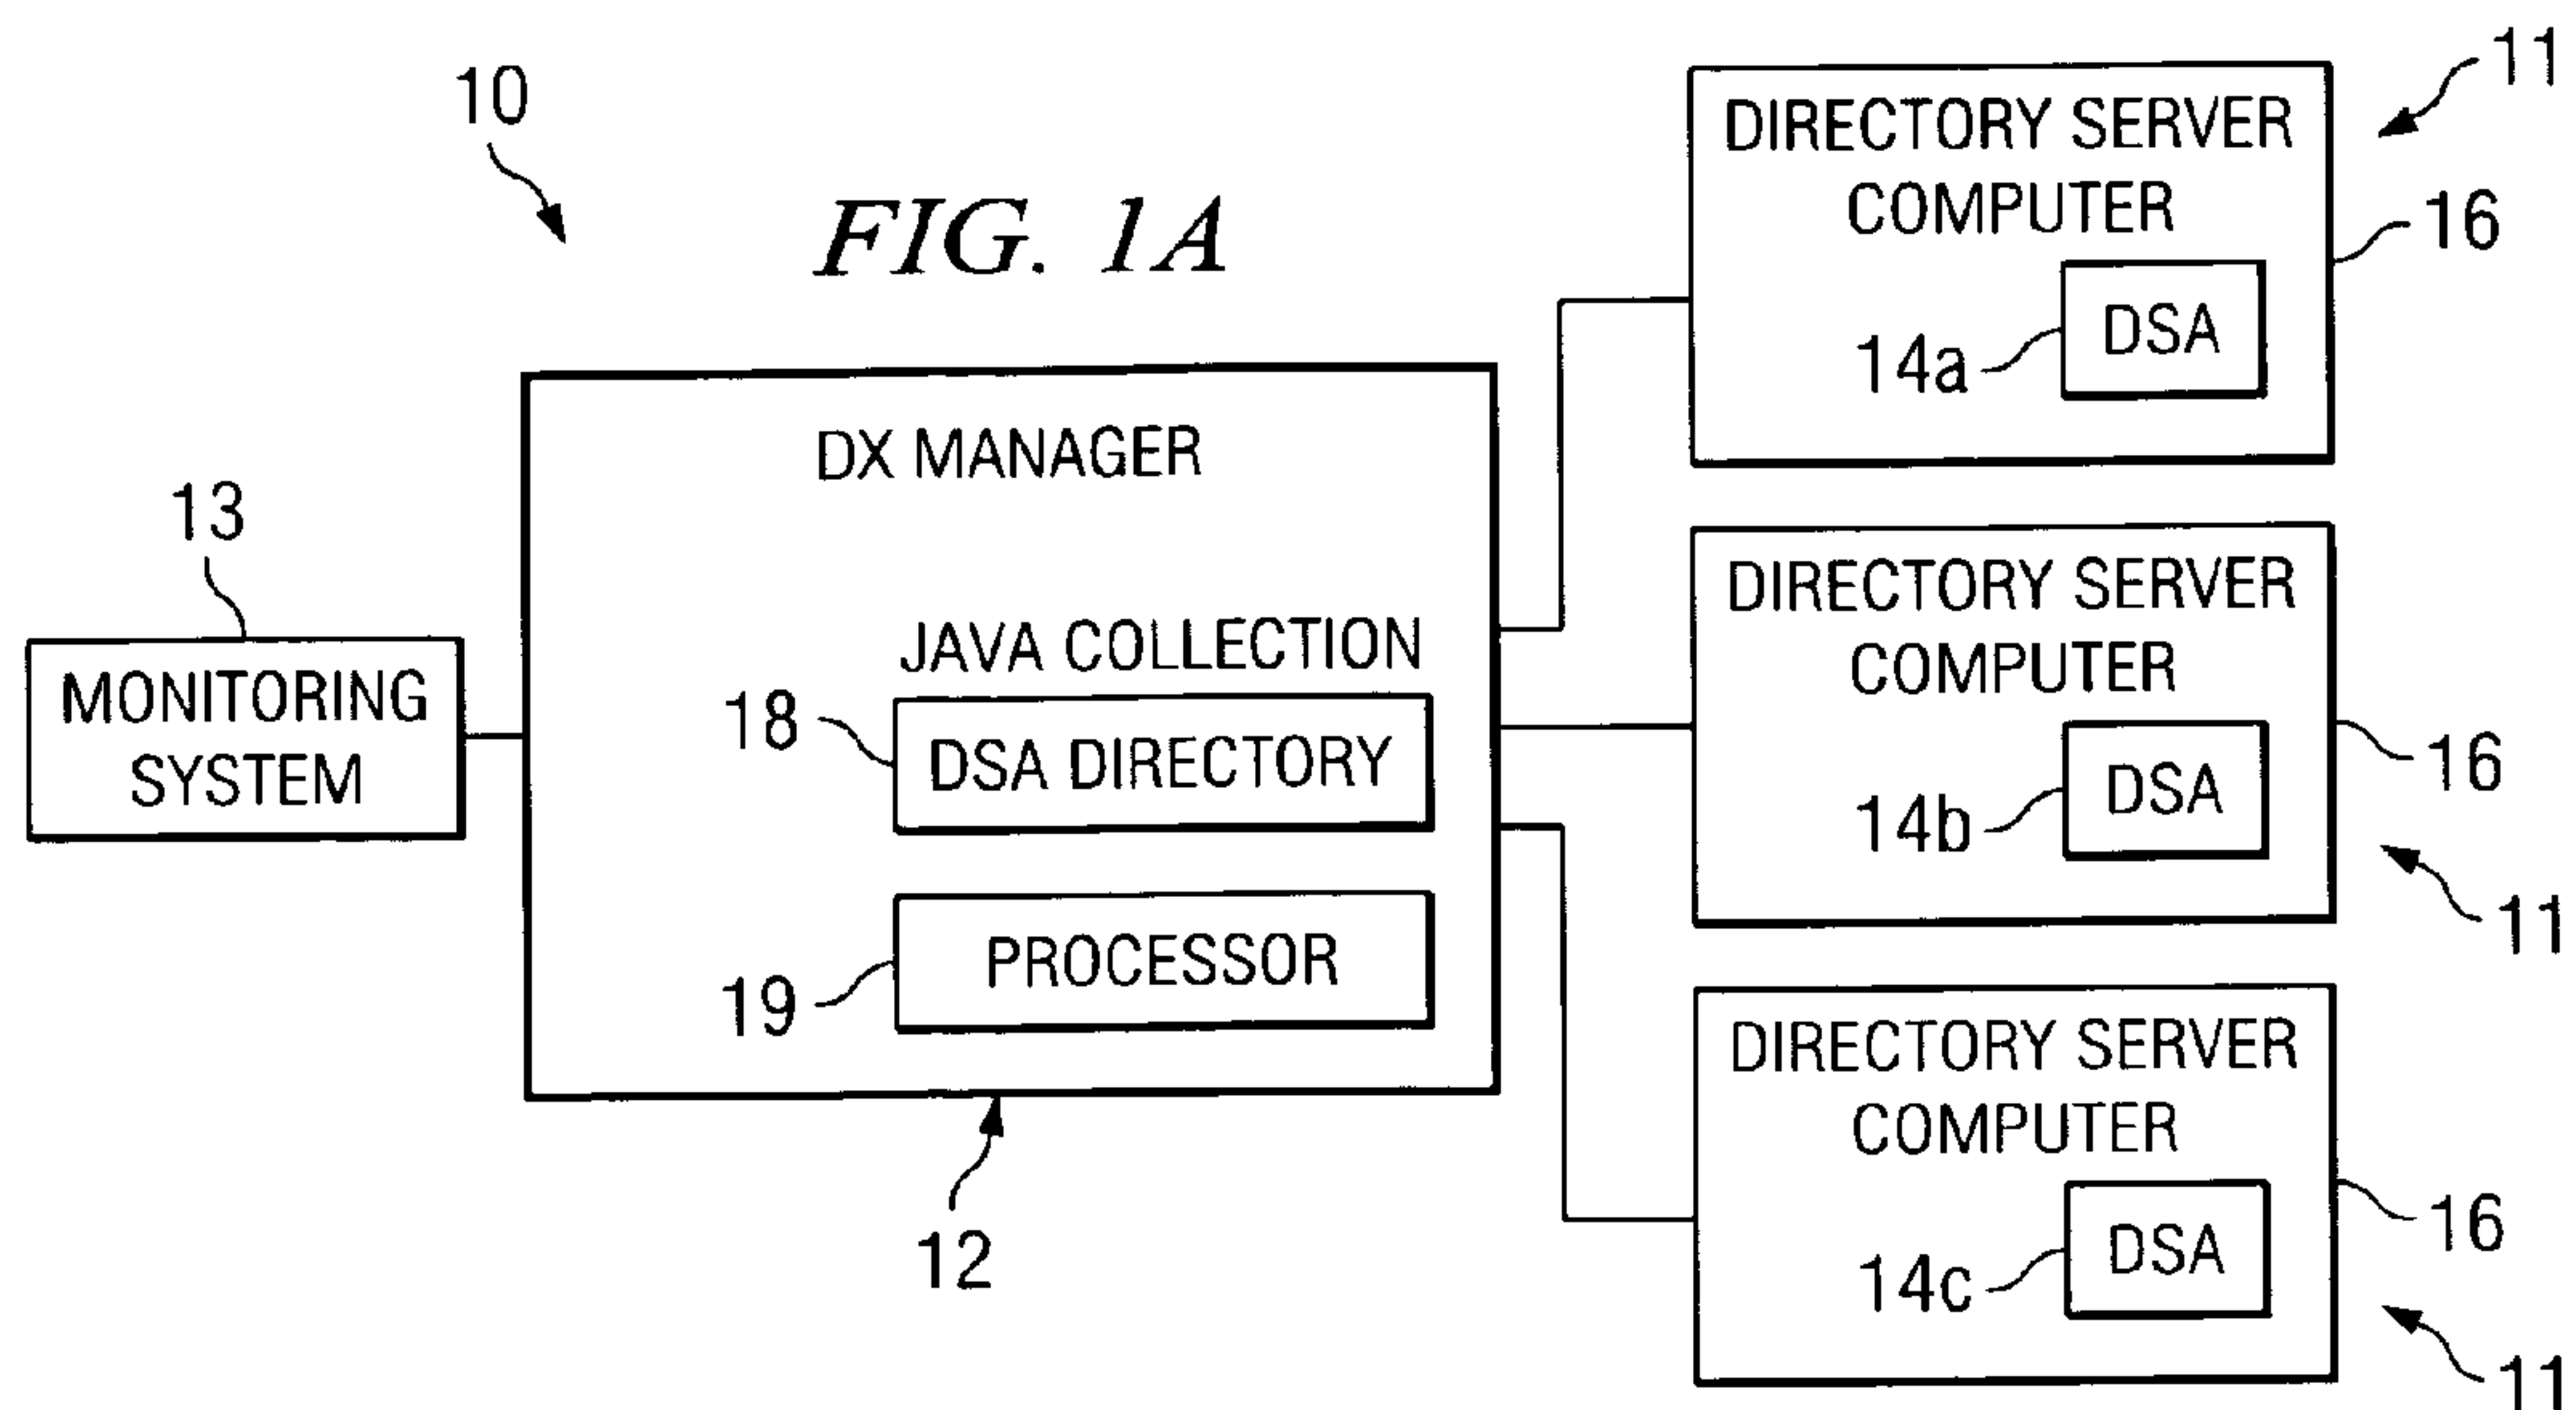 10
FIG. 1A
13
MONITORING
SYSTEM
DX MANAGER
JAVA COLLECTION
18
DSA DIRECTORY
19
PROCESSOR
12
11
DIRECTORY SERVER
COMPUTER
16
14a
DSA
DIRECTORY SERVER
COMPUTER
16
14b
DSA
11
DIRECTORY SERVER
COMPUTER
16
14c
DSA
11